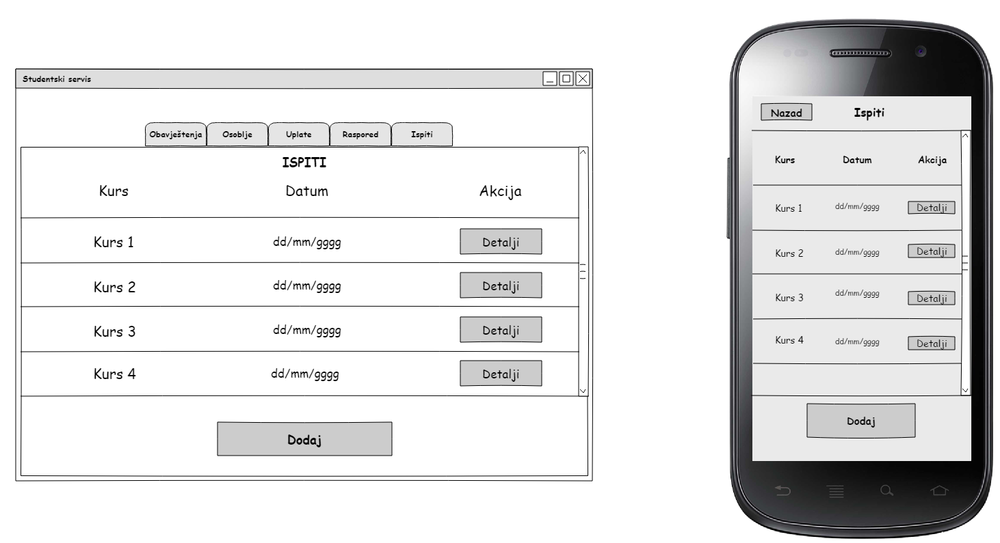 Studentski servis
Obavještenja Osoblje Uplate Raspored Ispiti
ISPITI
Kurs Datum Akcija
Kurs 1 dd/mm/gggg Detalji
Kurs 2 dd/mm/gggg Detalji
Kurs 3 dd/mm/gggg Detalji
Kurs 4 dd/mm/gggg Detalji
Dodaj
Nazad Ispiti
Kurs Datum Akcija
Kurs 1 dd/mm/gggg Detalji
Kurs 2 dd/mm/gggg Detalji
Kurs 3 dd/mm/gggg Detalji
Kurs 4 dd/mm/gggg Detalji
Dodaj